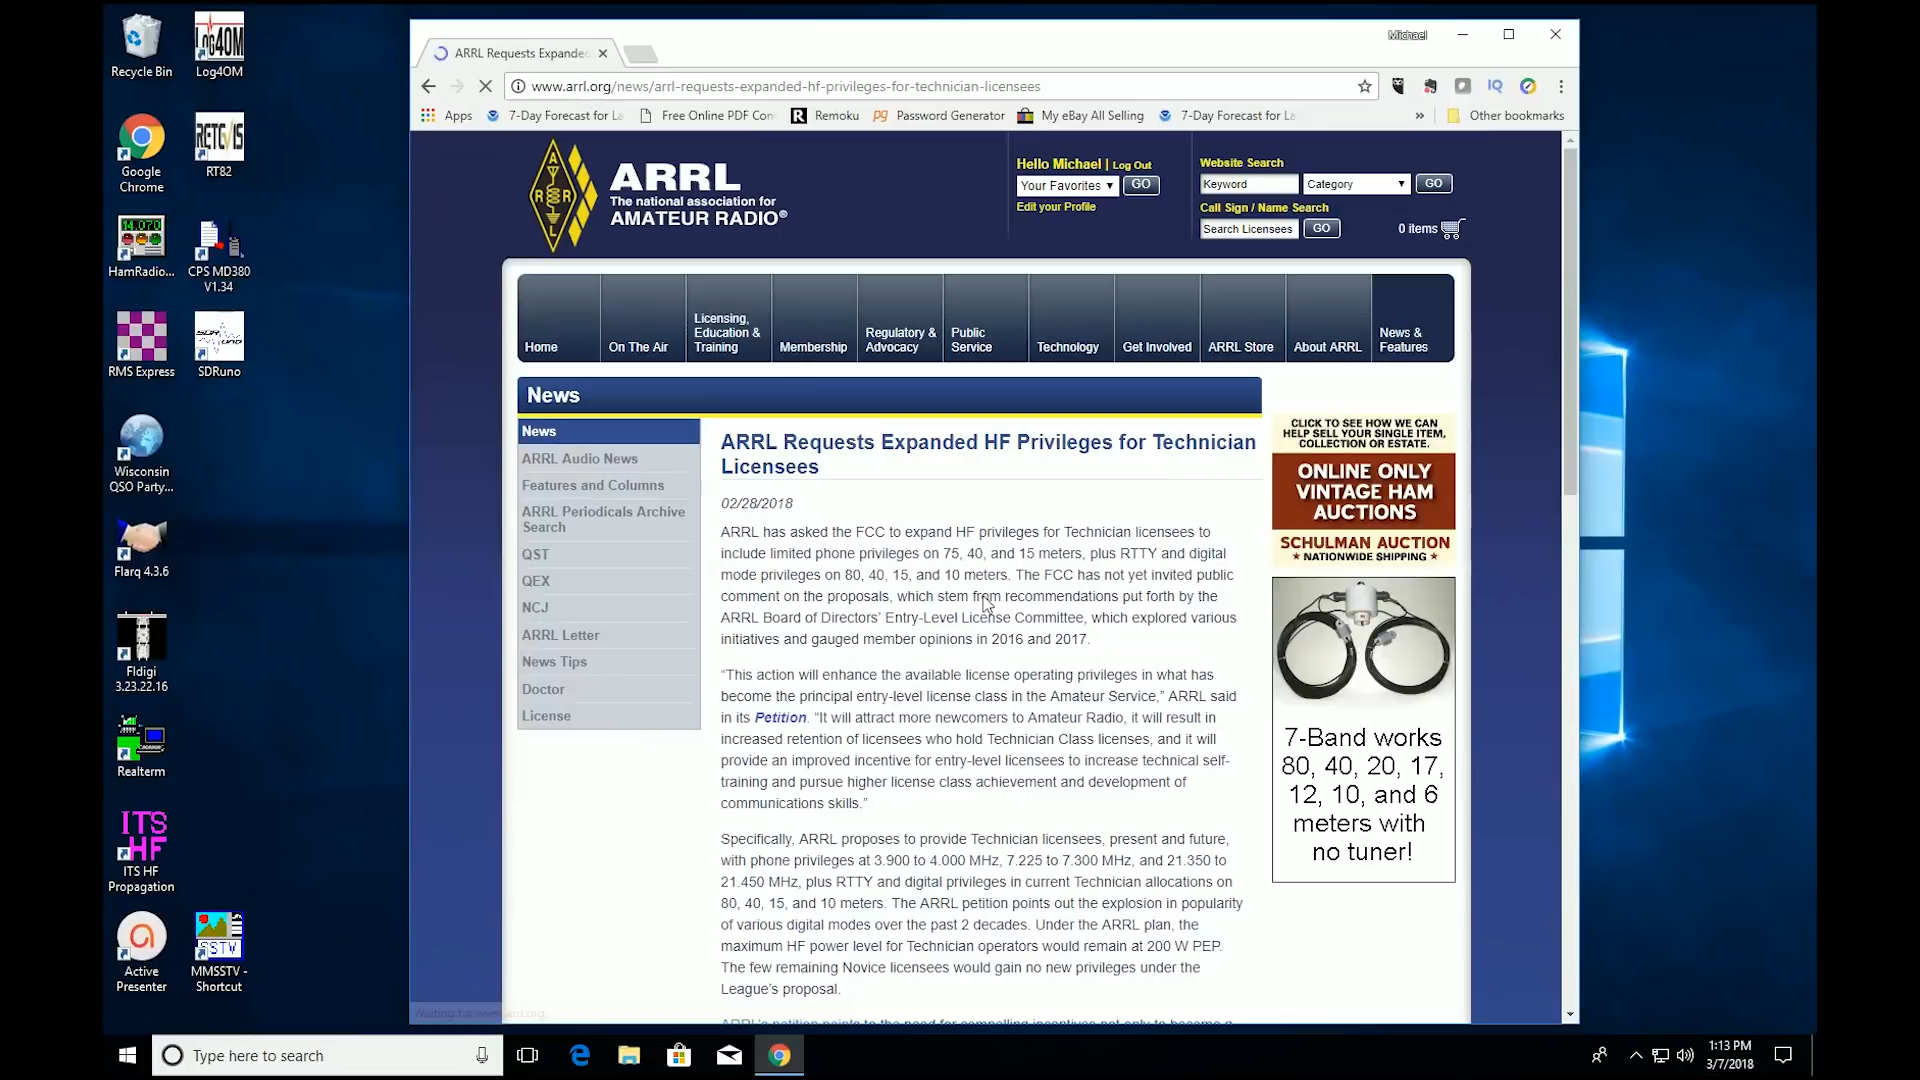 Recycle Bin
Log4OM
Google
Chrome
RETEVIS
RT82
14.070
HamRadio...
CPS MD380
V1.34
RMS Express
SDRuno
Wisconsin
QSO Party...
Flarq 4.3.6
Fldigi
3.23.22.16
Realterm
ITS
HF
ITS HF
Propagation
Active
Presenter
SSTV
MMSSTV -
Shortcut
Michael
ARRL Requests Expanded
www.arrl.org/news/arrl-requests-expanded-hf-privileges-for-technician-licensees
Apps
7-Day Forecast for La
Free Online PDF Con
Remoku
Password Generator
My eBay All Selling
7-Day Forecast for La
»
Other bookmarks
ARRL
The national association for
AMATEUR RADIO®
Hello Michael | Log Out
Your Favorites
GO
Edit your Profile
Website Search
Keyword
Category
GO
Call Sign / Name Search
Search Licensees
GO
0 items
Home
On The Air
Licensing,
Education &
Training
Membership
Regulatory &
Advocacy
Public
Service
Technology
Get Involved
ARRL Store
About ARRL
News &
Features
News
News
ARRL Audio News
Features and Columns
ARRL Periodicals Archive
Search
QST
QEX
NCJ
ARRL Letter
News Tips
Doctor
License
ARRL Requests Expanded HF Privileges for Technician
Licensees
02/28/2018
ARRL has asked the FCC to expand HF privileges for Technician licensees to
include limited phone privileges on 75, 40, and 15 meters, plus RTTY and digital
mode privileges on 80, 40, 15, and 10 meters. The FCC has not yet invited public
comment on the proposals, which stem from recommendations put forth by the
ARRL Board of Directors’ Entry-Level License Committee, which explored various
initiatives and gauged member opinions in 2016 and 2017.
“This action will enhance the available license operating privileges in what has
become the principal entry-level license class in the Amateur Service,” ARRL said
in its Petition. “It will attract more newcomers to Amateur Radio, it will result in
increased retention of licensees who hold Technician Class licenses, and it will
provide an improved incentive for entry-level licensees to increase technical self-
training and pursue higher license class achievement and development of
communications skills.”
Specifically, ARRL proposes to provide Technician licensees, present and future,
with phone privileges at 3.900 to 4.000 MHz, 7.225 to 7.300 MHz, and 21.350 to
21.450 MHz, plus RTTY and digital privileges in current Technician allocations on
80, 40, 15, and 10 meters. The ARRL petition points out the explosion in popularity
of various digital modes over the past 2 decades. Under the ARRL plan, the
maximum HF power level for Technician operators would remain at 200 W PEP.
The few remaining Novice licensees would gain no new privileges under the
League’s proposal.
CLICK TO SEE HOW WE CAN
HELP SELL YOUR SINGLE ITEM,
COLLECTION OR ESTATE.
ONLINE ONLY
VINTAGE HAM
AUCTIONS
SCHULMAN AUCTION
★ NATIONWIDE SHIPPING ★
7-Band works
80, 40, 20, 17,
12, 10, and 6
meters with
no tuner!
Type here to search
1:13 PM
3/7/2018